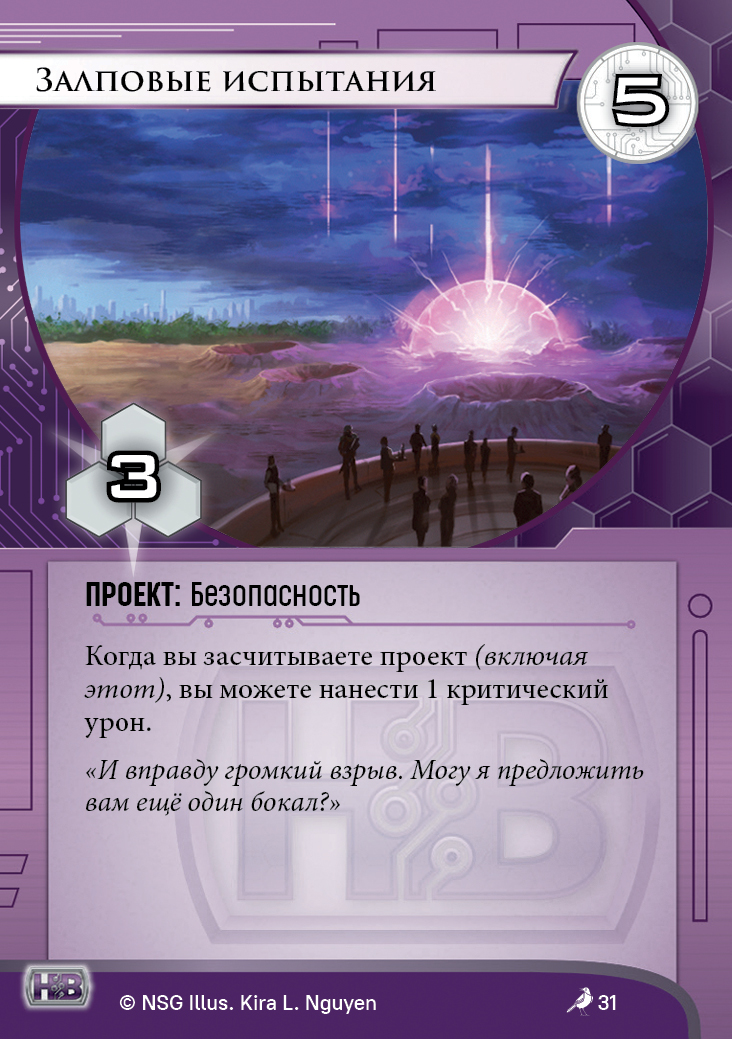 Залповые испытания
5
3
ПРОЕКТ: Безопасность
Когда вы засчитываете проект (включая
этот), вы можете нанести 1 критический
урон.
«И вправду громкий взрыв. Могу я предложить
вам ещё один бокал?»
HB
HB
© NSG Illus. Kira L. Nguyen
31